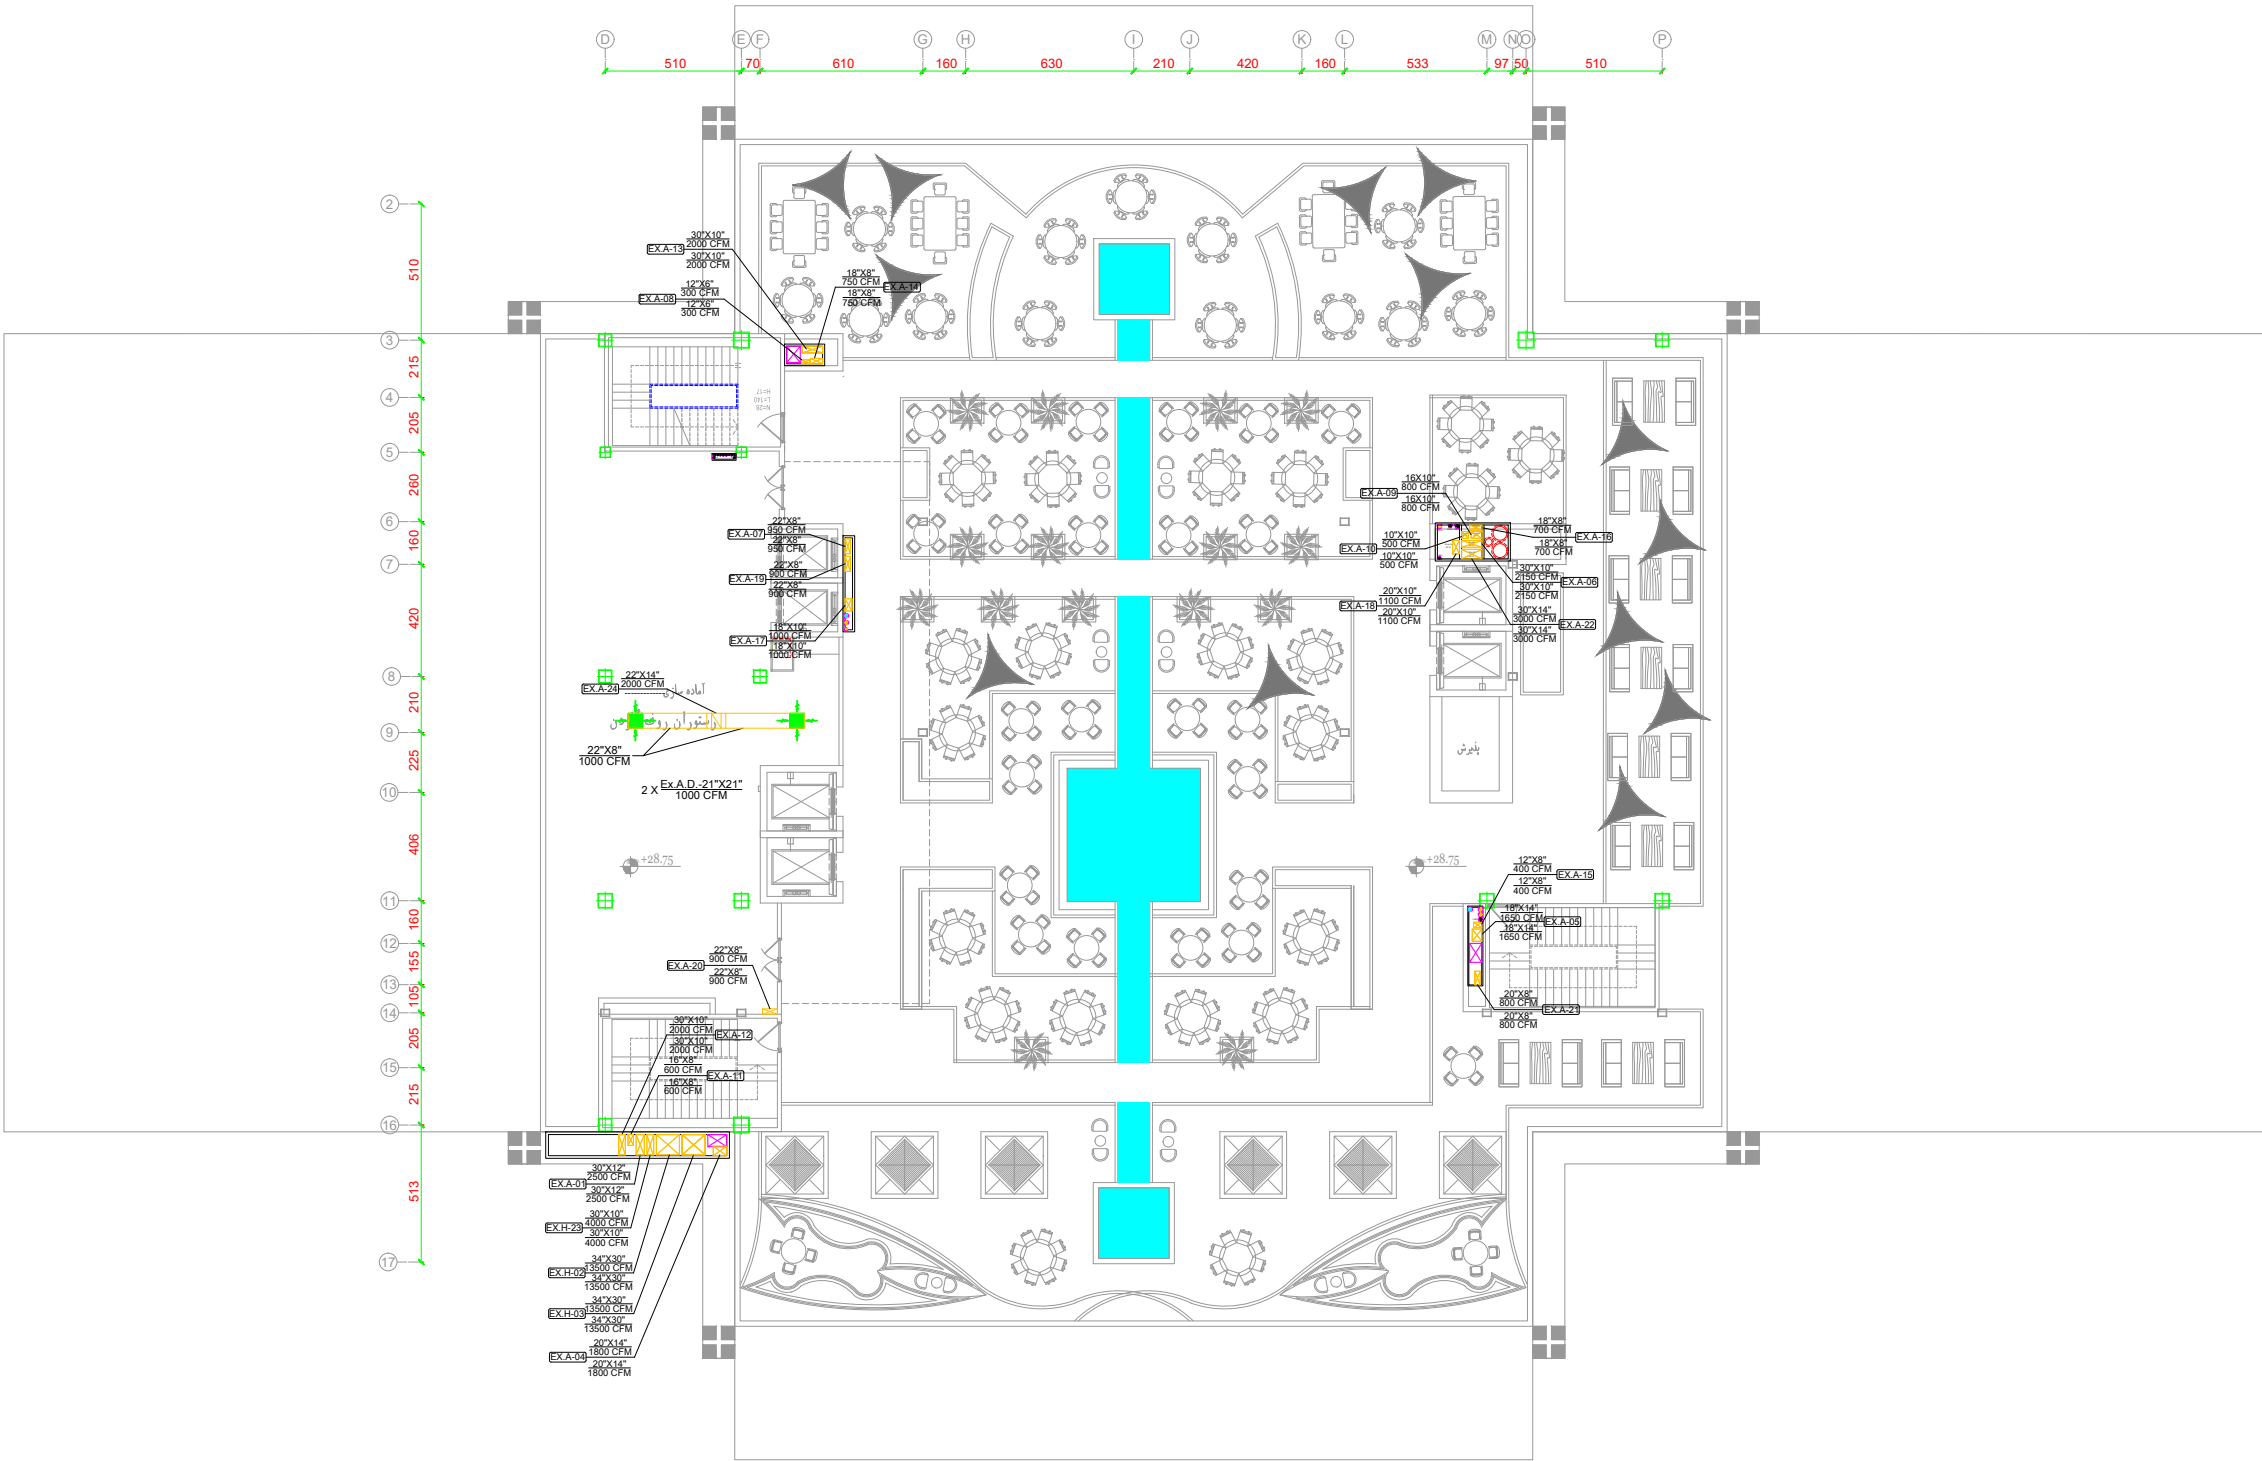 D E F G H I J K L M N O P
510 70 610 160 630 210 420 160 533 97 50 510
2
3
4
5
6
7
8
9
10
11
12
13
14
15
16
17
510
215
205
260
160
420
210
225
406
160
155
105
205
215
513
EX.A-13
30"X10"
2000 CFM
30"X10"
2000 CFM
EX.A-08
12"X6"
300 CFM
12"X6"
300 CFM
18"X8"
750 CFM
EX.A-14
18"X8"
750 CFM
N=28
L=140
H=17
EX.A-07
22"X8"
950 CFM
22"X8"
950 CFM
EX.A-19
22"X8"
900 CFM
22"X8"
900 CFM
EX.A-17
18"X10"
1000 CFM
18"X10"
1000 CFM
EX.A-24
22"X14"
2000 CFM
آماده سازی
رستوران
22"X8"
1000 CFM
2 X Ex.A.D.-21"X21"
1000 CFM
+28.75
EX.A-09
16X10"
800 CFM
16X10"
800 CFM
EX.A-10
10"X10"
500 CFM
10"X10"
500 CFM
EX.A-18
20"X10"
1100 CFM
20"X10"
1100 CFM
18"X8"
700 CFM
EX.A-16
18"X8"
700 CFM
30"X10"
2150 CFM
EX.A-06
30"X10"
2150 CFM
30"X14"
3000 CFM
EX.A-22
30"X14"
3000 CFM
پذیرش
+28.75
12"X8"
400 CFM
EX.A-15
12"X8"
400 CFM
18"X14"
1650 CFM
EX.A-05
18"X14"
1650 CFM
20"X8"
800 CFM
EX.A-21
20"X8"
800 CFM
EX.A-20
22"X8"
900 CFM
22"X8"
900 CFM
30"X10"
2000 CFM
EX.A-12
30"X10"
2000 CFM
16"X8"
600 CFM
EX.A-11
16"X8"
600 CFM
EX.A-01
30"X12"
2500 CFM
30"X12"
2500 CFM
EX.H-23
30"X10"
4000 CFM
30"X10"
4000 CFM
EX.H-02
34"X30"
13500 CFM
34"X30"
13500 CFM
EX.H-03
34"X30"
13500 CFM
34"X30"
13500 CFM
EX.A-04
20"X14"
1800 CFM
20"X14"
1800 CFM